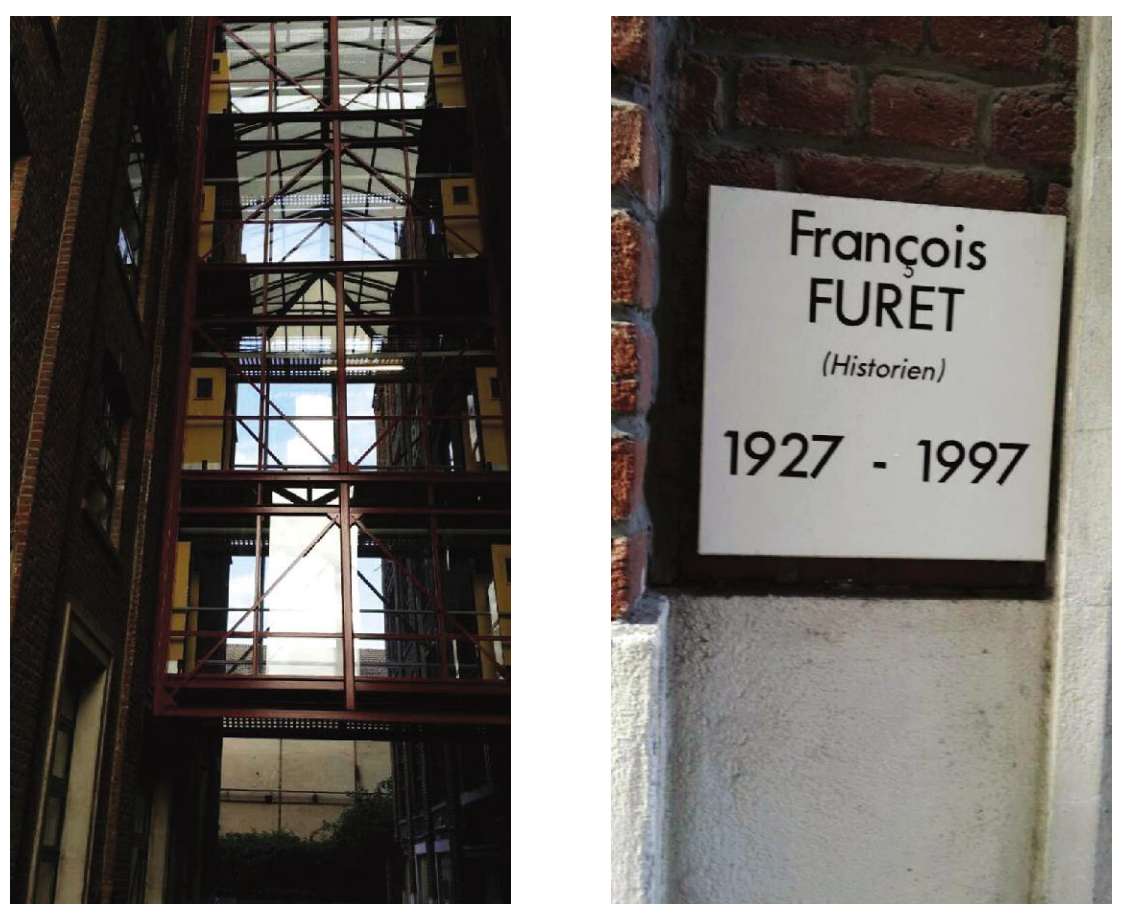 François
FURET
(Historien)
1927 - 1997